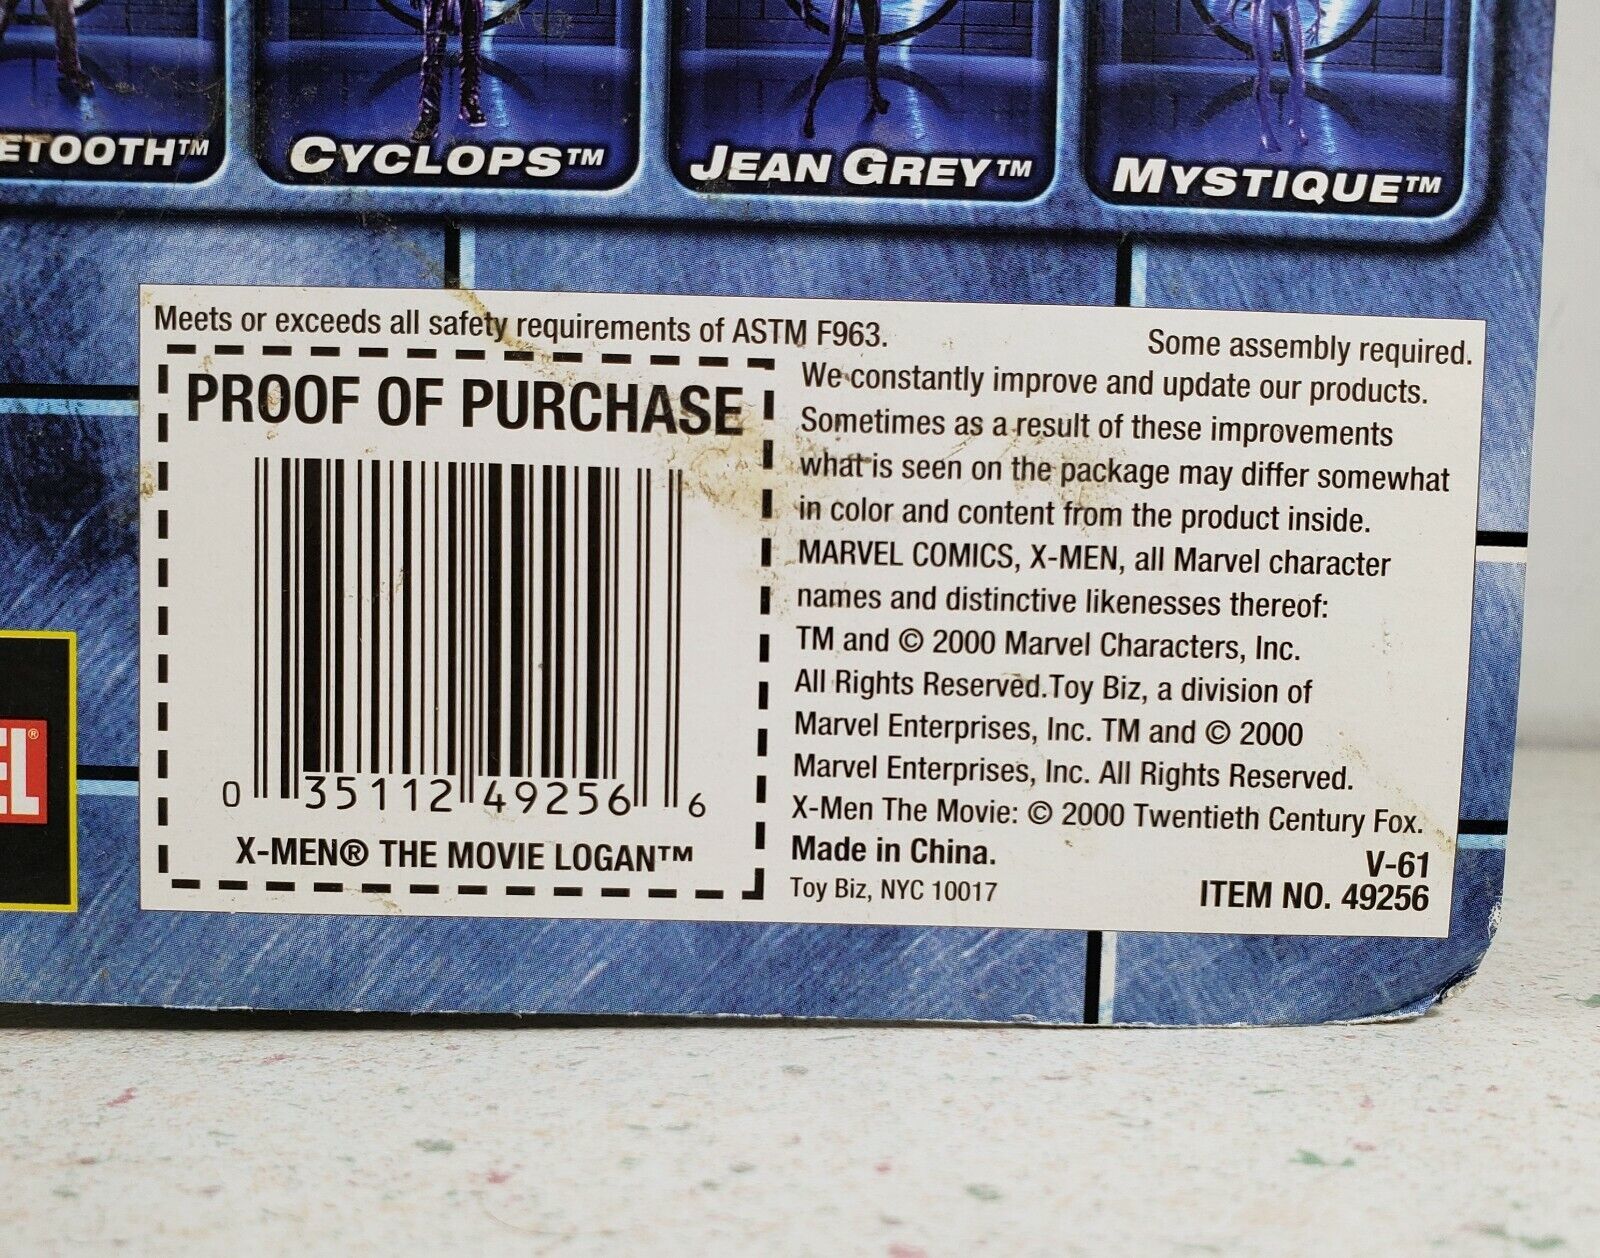 ETOOTH™
CYCLOPS™
JEAN GREY™
MYSTIQUE™
Meets or exceeds all safety requirements of ASTM F963.
Some assembly required.
PROOF OF PURCHASE
0 35112 49256 6
X-MEN® THE MOVIE LOGAN™
We constantly improve and update our products.
Sometimes as a result of these improvements
what is seen on the package may differ somewhat
in color and content from the product inside.
MARVEL COMICS, X-MEN, all Marvel character
names and distinctive likenesses thereof:
TM and © 2000 Marvel Characters, Inc.
All Rights Reserved. Toy Biz, a division of
Marvel Enterprises, Inc. TM and © 2000
Marvel Enterprises, Inc. All Rights Reserved.
X-Men The Movie: © 2000 Twentieth Century Fox.
Made in China.
V-61
Toy Biz, NYC 10017
ITEM NO. 49256
EL®